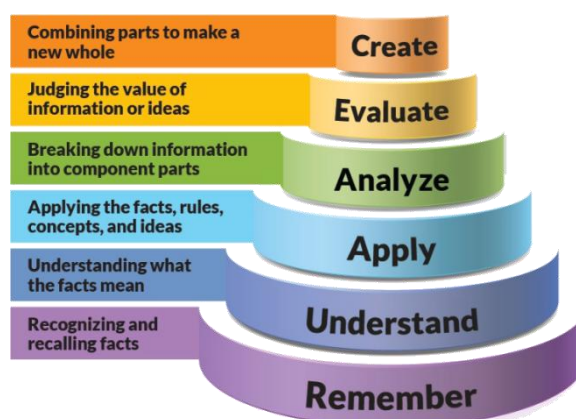 Combining parts to make a
new whole
Create
Judging the value of
information or ideas
Evaluate
Breaking down information
into component parts
Analyze
Applying the facts, rules,
concepts, and ideas
Apply
Understanding what
the facts mean
Understand
Recognizing and
recalling facts
Remember